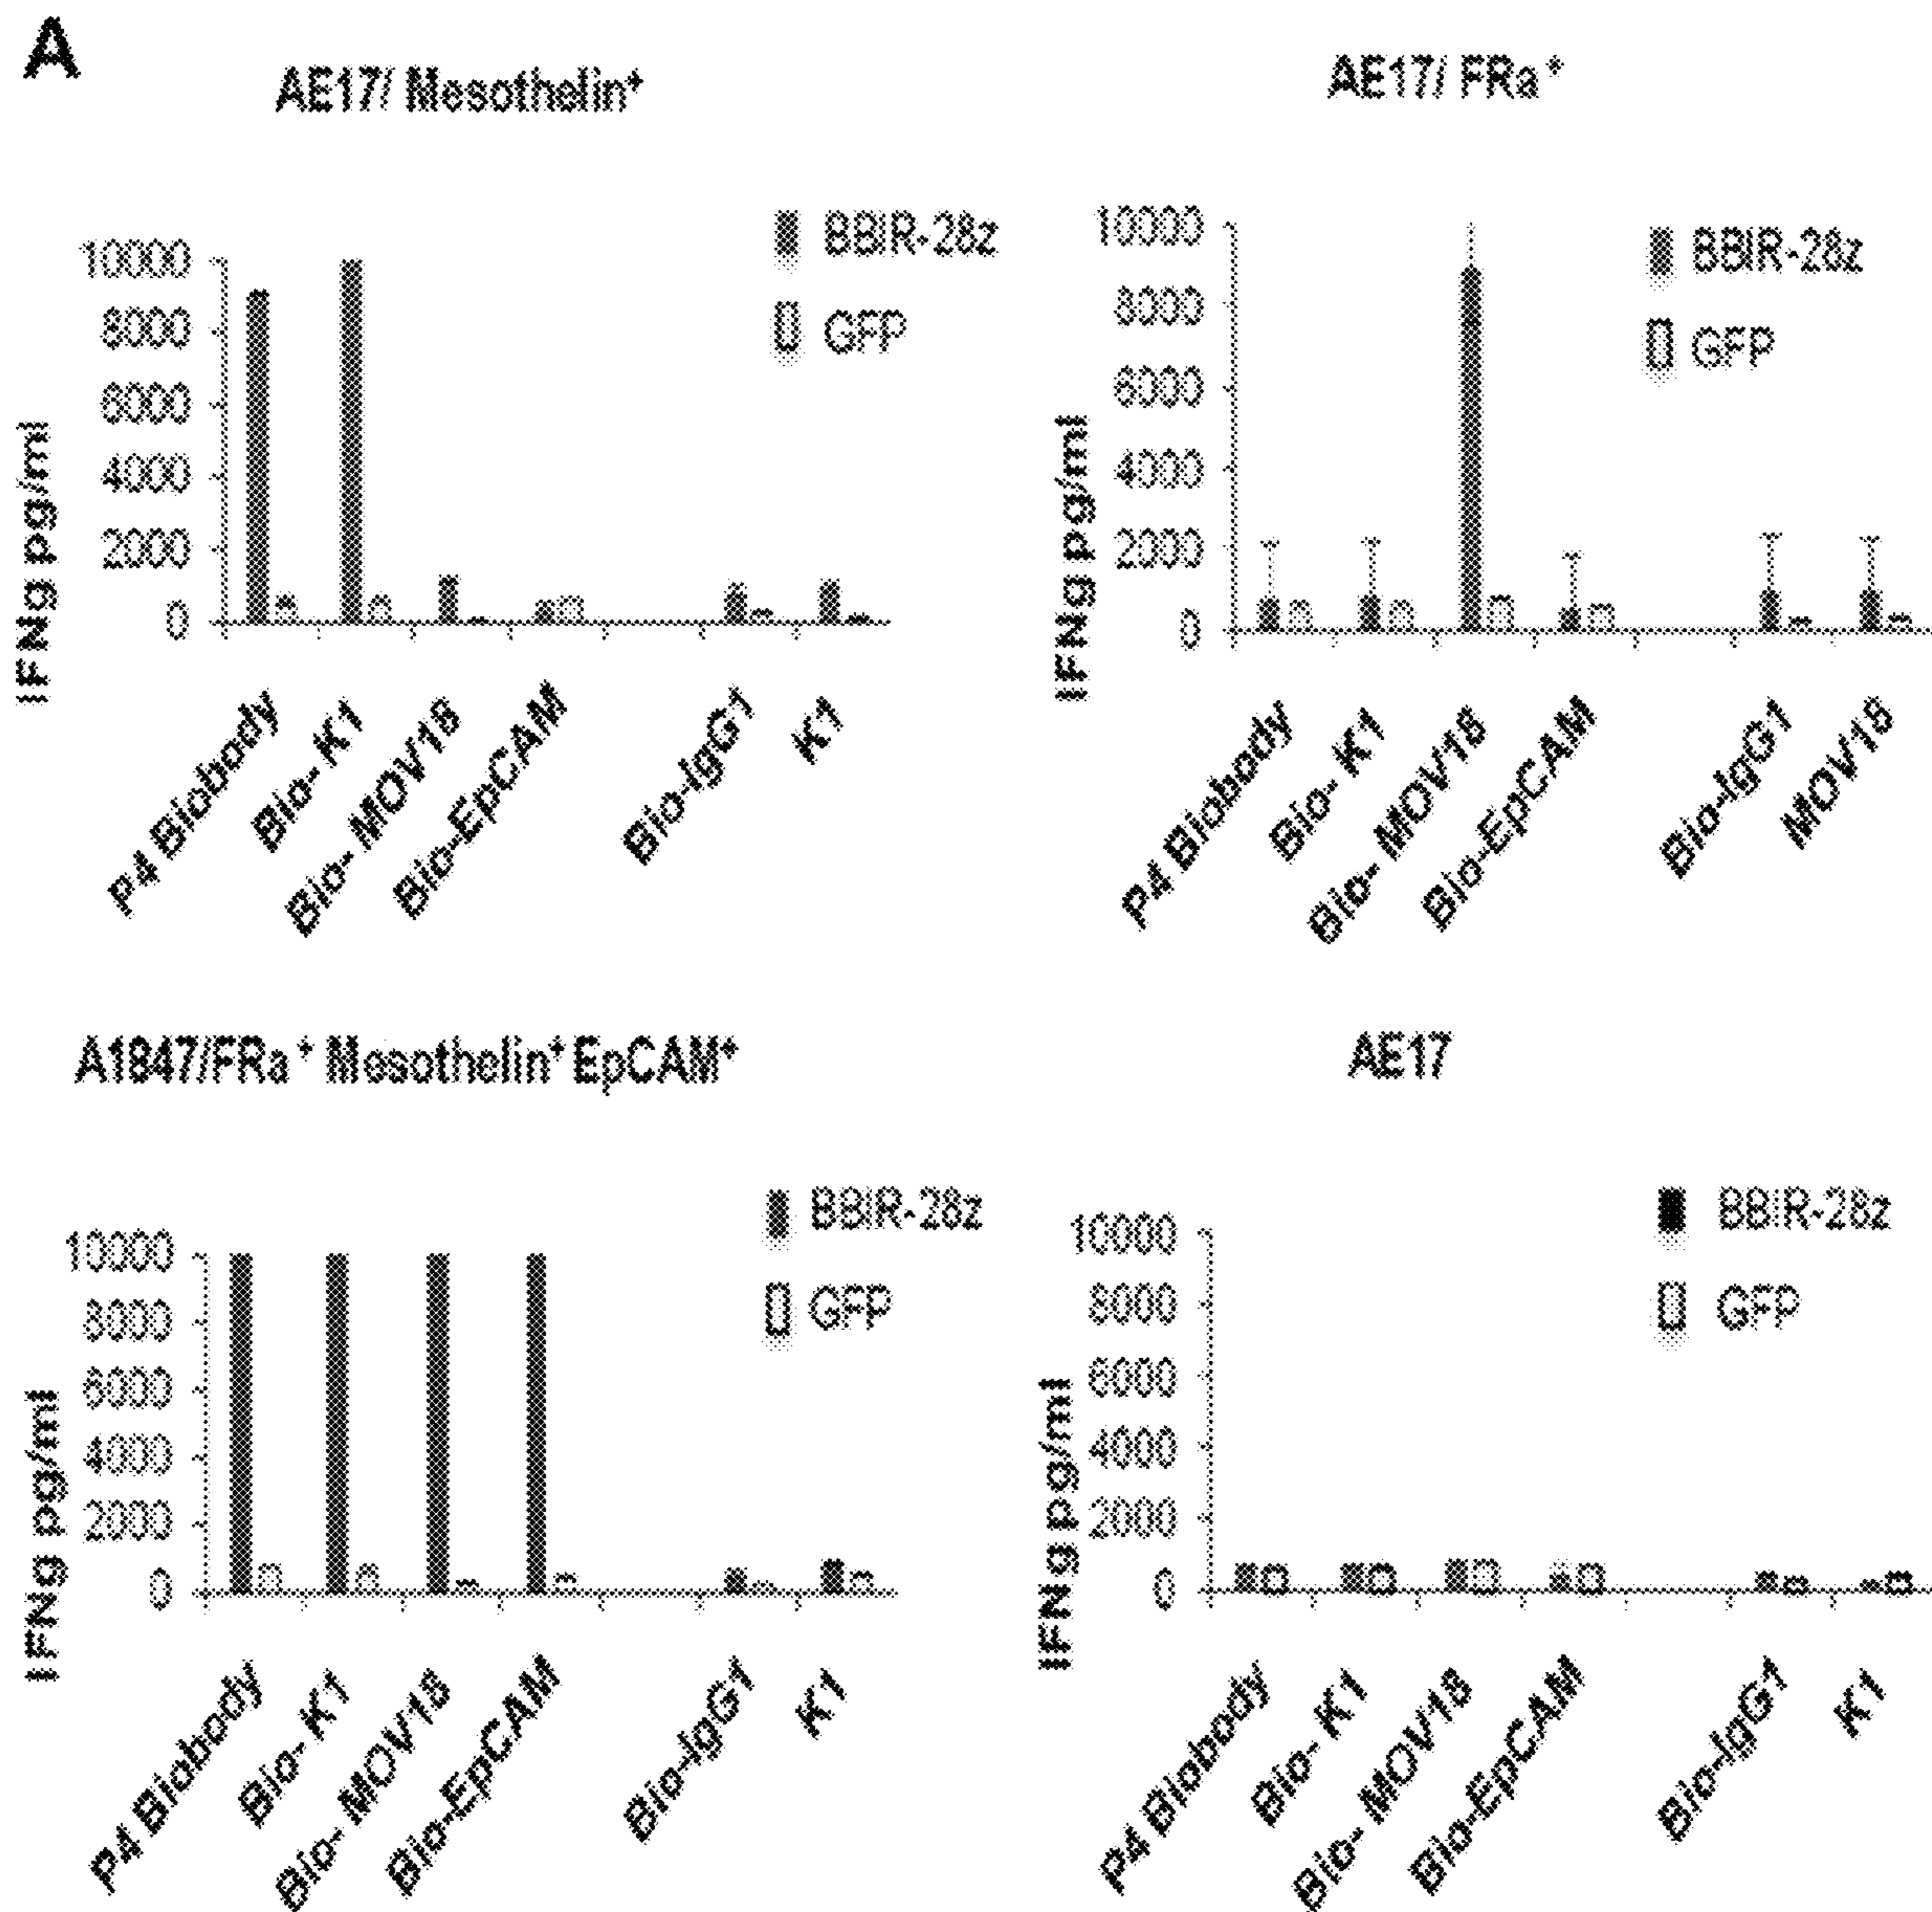 A
AE17/ Mesothelin+
BBIR-28z
GFP
10000
8000
6000
4000
2000
0
IFNg pg/ml
P4 Biobody
Bio- K1
Bio- MOV18
Bio-EpCAM
Bio-IgG1
K1
AE17/ FRa +
BBIR-28z
GFP
10000
8000
6000
4000
2000
0
IFNg pg/ml
P4 Biobody
Bio- K1
Bio- MOV18
Bio-EpCAM
Bio-IgG1
MOV18
A1847/FRa + Mesothelin+ EpCAM+
BBIR-28z
GFP
10000
8000
6000
4000
2000
0
IFNg pg/ml
P4 Biobody
Bio- K1
Bio- MOV18
Bio-EpCAM
Bio-IgG1
K1
AE17
BBIR-28z
GFP
10000
8000
6000
4000
2000
0
IFNg pg/ml
P4 Biobody
Bio- K1
Bio- MOV18
Bio-EpCAM
Bio-IgG1
K1